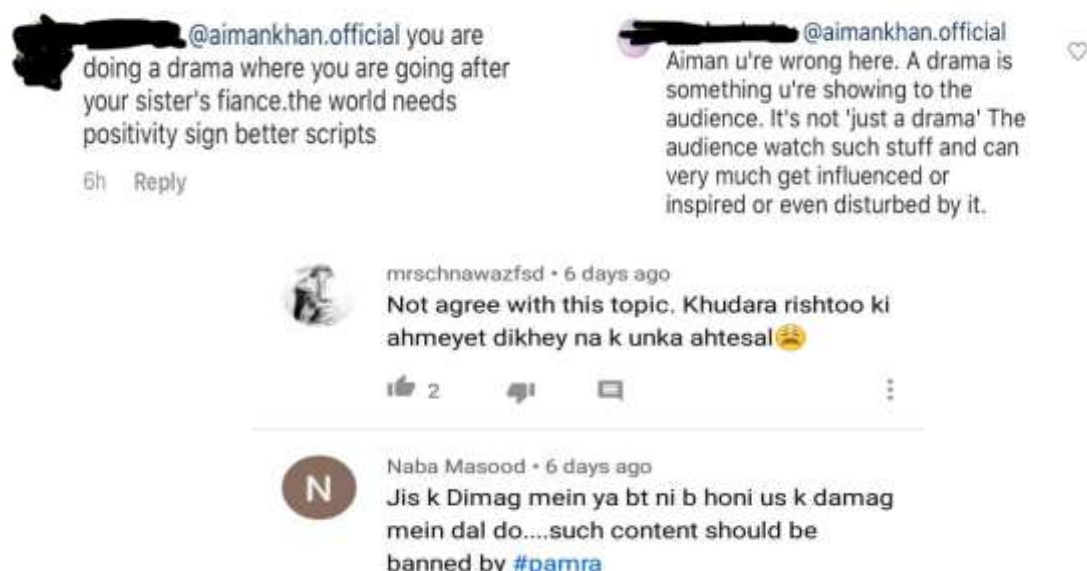 @aimankhan.official you are
doing a drama where you are going after
your sister's fiance.the world needs
positivity sign better scripts
6h Reply
@aimankhan.official
Aiman u're wrong here. A drama is
something u're showing to the
audience. It's not 'just a drama' The
audience watch such stuff and can
very much get influenced or
inspired or even disturbed by it.
mrschnawazfsd • 6 days ago
Not agree with this topic. Khudara rishtoo ki
ahmeyet dikhey na k unka ahtesal😩
2
N
Naba Masood • 6 days ago
Jis k Dimag mein ya bt ni b honi us k damag
mein dal do....such content should be
banned by #pamra